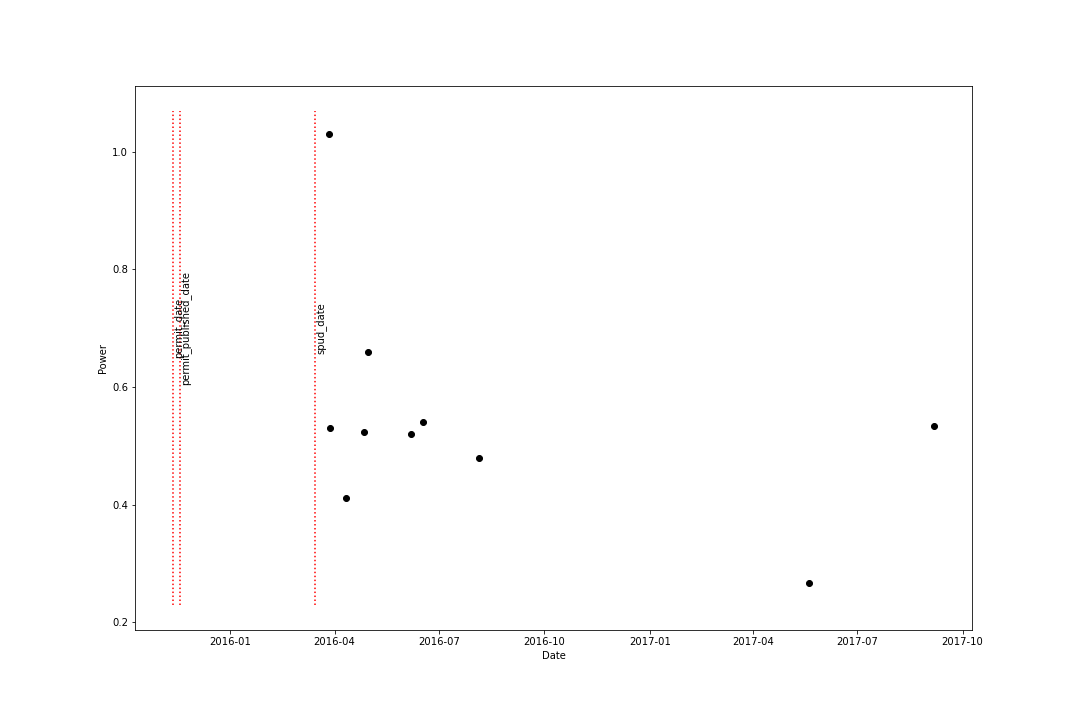 1.0
0.8
0.6
0.4
0.2
Power
permit_date
permit_published_date
spud_date
2016-01
2016-04
2016-07
2016-10
2017-01
2017-04
2017-07
2017-10
Date